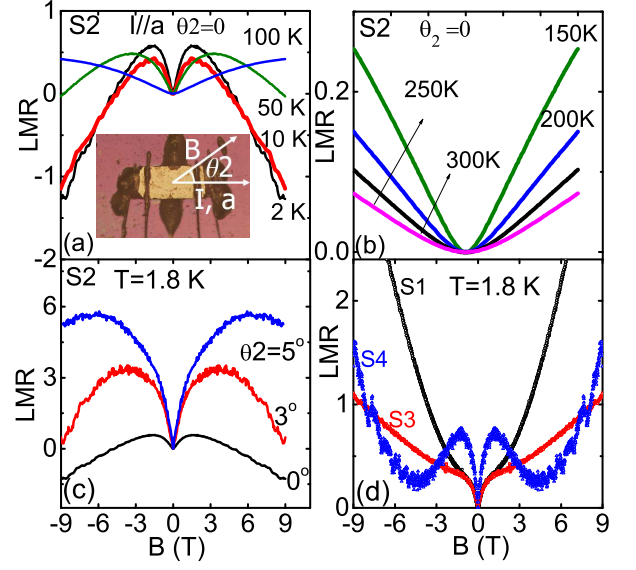 S2 I//a θ2=0
100 K
50 K
10 K
2 K
B
θ2
I, a
(a)
LMR
1
0
-1
-2
S2 θ₂=0
150K
250K
200K
300K
(b)
LMR
0.2
0.0
S2 T=1.8 K
θ2=5°
3°
0°
(c)
LMR
6
3
0
-9 -6 -3 0 3 6 9
B (T)
S1 T=1.8 K
S4
S3
(d)
LMR
2
1
0
-9 -6 -3 0 3 6 9
B (T)